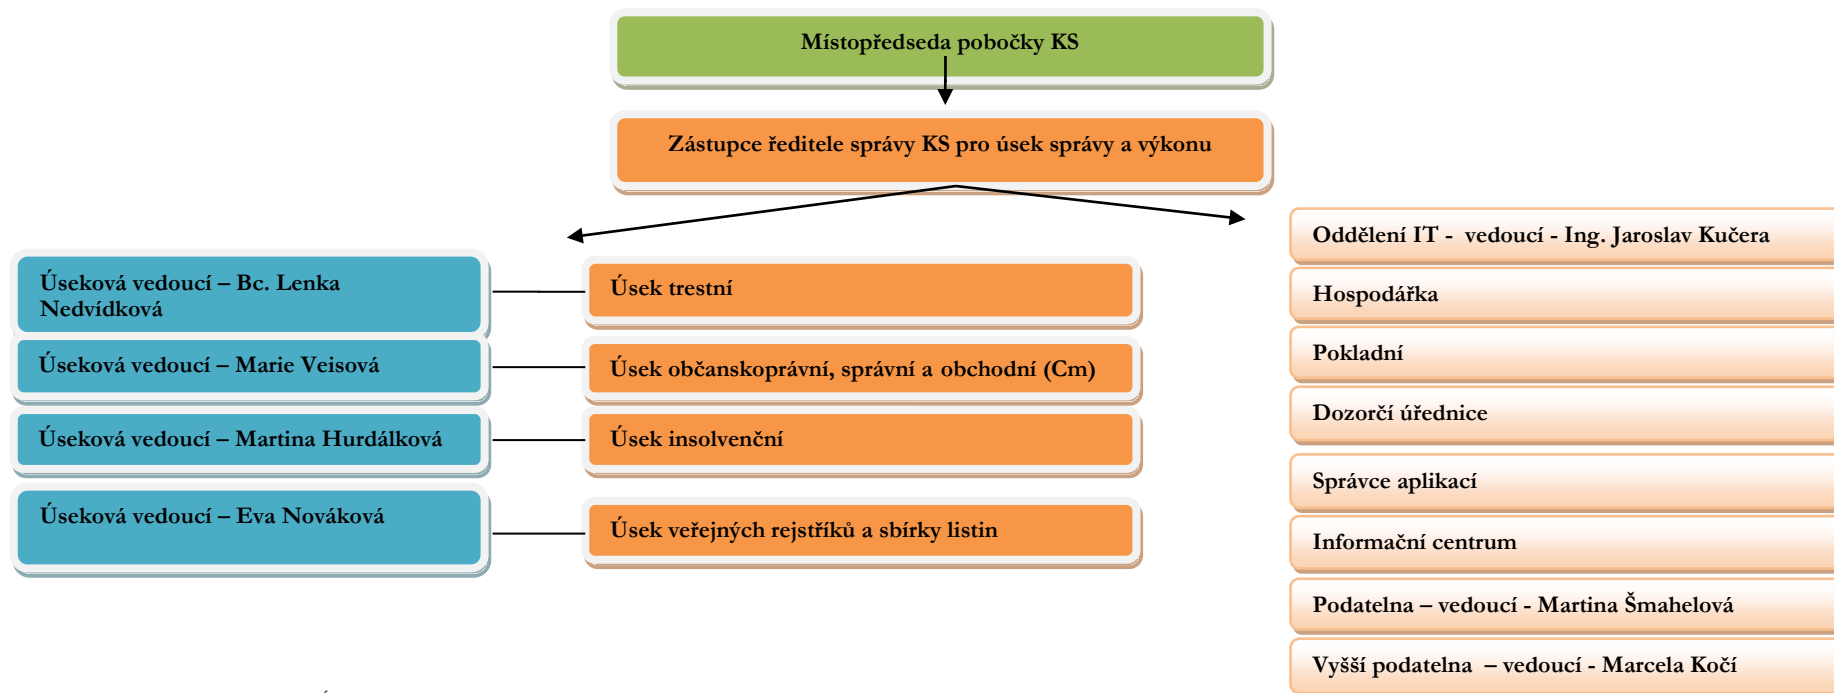 Místopředseda pobočky KS
Zástupce ředitele správy KS pro úsek správy a výkonu
Úseková vedoucí – Bc. Lenka
Nedvídková
Úsek trestní
Úseková vedoucí – Marie Veisová
Úsek občanskoprávní, správní a obchodní (Cm)
Úseková vedoucí – Martina Hurdálková
Úsek insolvenční
Úseková vedoucí – Eva Nováková
Úsek veřejných rejstříků a sbírky listin
Oddělení IT - vedoucí - Ing. Jaroslav Kučera
Hospodářka
Pokladní
Dozorčí úřednice
Správce aplikací
Informační centrum
Podatelna – vedoucí - Martina Šmahelová
Vyšší podatelna – vedoucí - Marcela Kočí